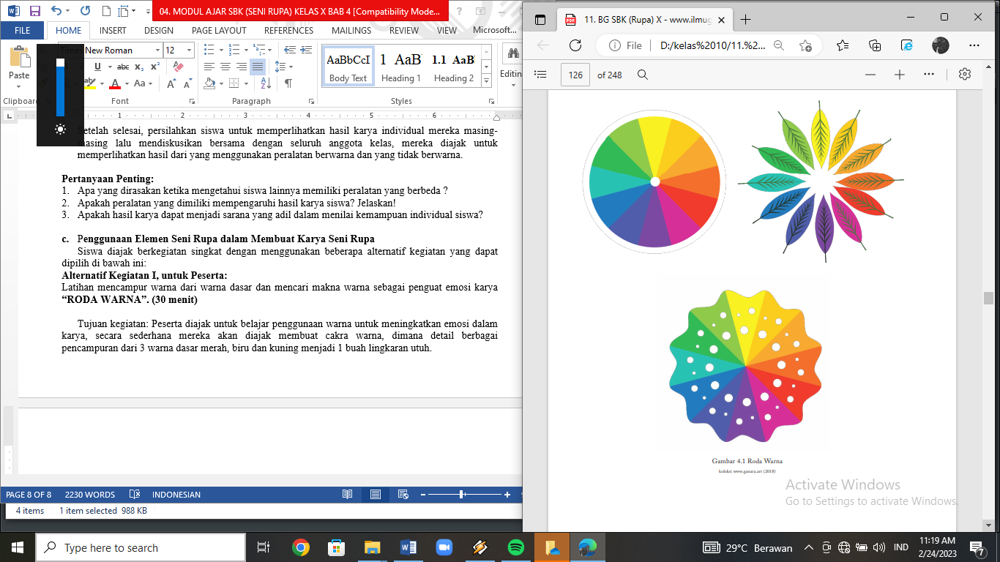 04. MODUL AJAR SBK (SENI RUPA) KELAS X BAB 4 [Compatibility Mode...
FILE HOME INSERT DESIGN PAGE LAYOUT REFERENCES MAILINGS REVIEW VIEW Microsoft...
New Roman 12
Paste
AaBbCcI 1 AaB 1.1 AaBl
Body Text Heading 1 Heading 2
Editin
Clipboard Font Paragraph Styles
1 2 3 4 5 6
Setelah selesai, persilahkan siswa untuk memperlihatkan hasil karya individual mereka masing-
masing lalu mendiskusikan bersama dengan seluruh anggota kelas, mereka diajak untuk
memperlihatkan hasil dari yang menggunakan peralatan berwarna dan yang tidak berwarna.
Pertanyaan Penting:
1. Apa yang dirasakan ketika mengetahui siswa lainnya memiliki peralatan yang berbeda ?
2. Apakah peralatan yang dimiliki mempengaruhi hasil karya siswa? Jelaskan!
3. Apakah hasil karya dapat menjadi sarana yang adil dalam menilai kemampuan individual siswa?
c. Penggunaan Elemen Seni Rupa dalam Membuat Karya Seni Rupa
Siswa diajak berkegiatan singkat dengan menggunakan beberapa alternatif kegiatan yang dapat
dipilih di bawah ini:
Alternatif Kegiatan I, untuk Peserta:
Latihan mencampur warna dari warna dasar dan mencari makna warna sebagai penguat emosi karya
“RODA WARNA”. (30 menit)
Tujuan kegiatan: Peserta diajak untuk belajar penggunaan warna untuk meningkatkan emosi dalam
karya, secara sederhana mereka akan diajak membuat cakra warna, dimana detail berbagai
pencampuran dari 3 warna dasar merah, biru dan kuning menjadi 1 buah lingkaran utuh.
PAGE 8 OF 8 2230 WORDS INDONESIAN
4 items 1 item selected 988 KB
11. BG SBK (Rupa) X - www.ilmug
File D:/kelas%2010/11.%2...
126 of 248
Gambar 4.1 Roda Warna
koleksi www.ganara.art (2018)
Activate Windows
Go to Settings to activate Windows.
Type here to search
29°C Berawan IND
11:19 AM
2/24/2023
7